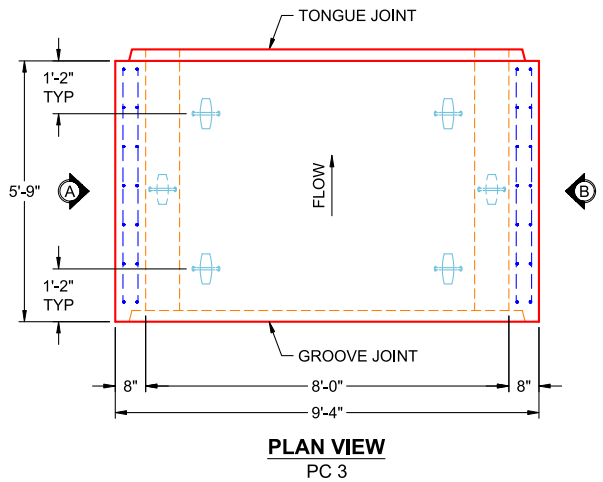 TONGUE JOINT
1'-2"
TYP
5'-9"
A
FLOW
B
1'-2"
TYP
GROOVE JOINT
8"
8'-0"
8"
9'-4"
PLAN VIEW
PC 3